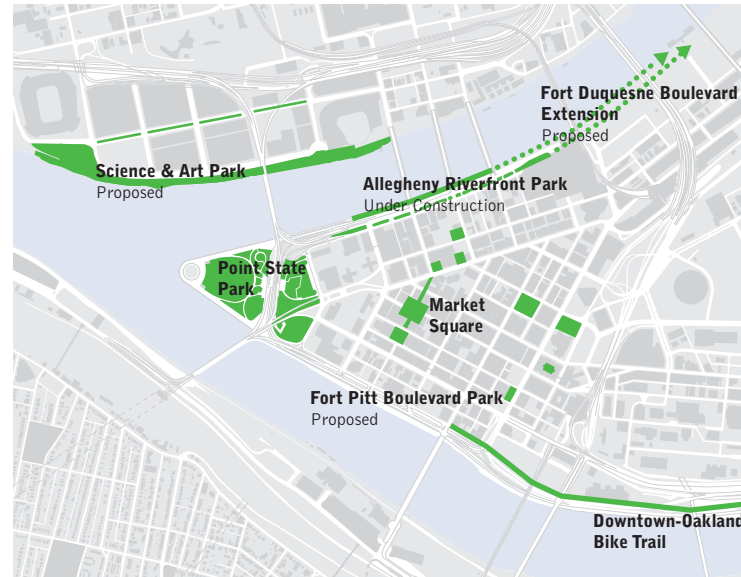 Fort Duquesne Boulevard
Extension
Proposed
Science & Art Park
Proposed
Allegheny Riverfront Park
Under Construction
Point State
Park
Market
Square
Fort Pitt Boulevard Park
Proposed
Downtown-Oakland
Bike Trail